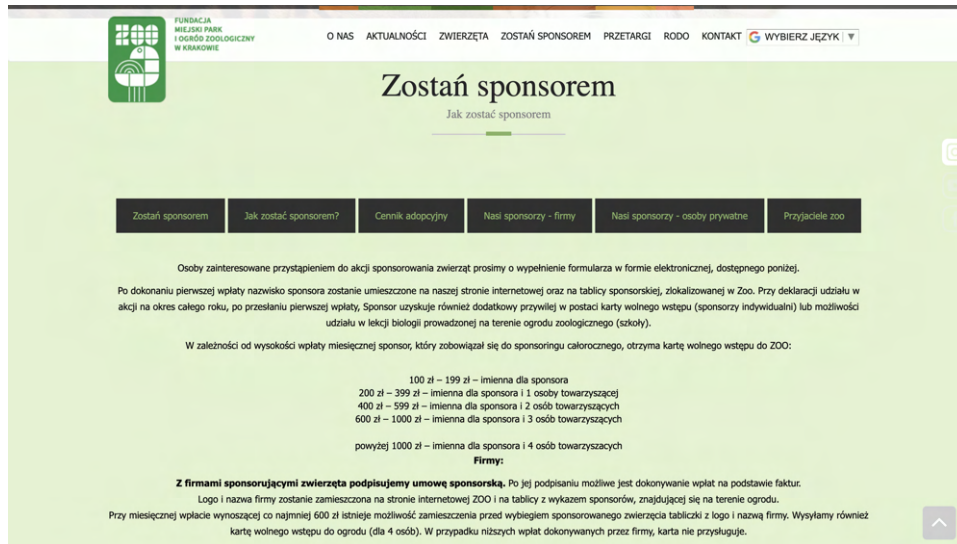 FUNDACJA
MIEJSKI PARK
I OGRÓD ZOOLOGICZNY
W KRAKOWIE
ZOO
O NAS AKTUALNOŚCI ZWIERZĘTA ZOSTAŃ SPONSOREM PRZETARGI RODO KONTAKT G WYBIERZ JĘZYK ▼
Zostań sponsorem
Jak zostać sponsorem
Zostań sponsorem Jak zostać sponsorem? Cennik adopcyjny Nasi sponsorzy - firmy Nasi sponsorzy - osoby prywatne Przyjaciele zoo
Osoby zainteresowane przystąpieniem do akcji sponsorowania zwierząt prosimy o wypełnienie formularza w formie elektronicznej, dostępnego poniżej.
Po dokonaniu pierwszej wpłaty nazwisko sponsora zostanie umieszczone na naszej stronie internetowej oraz na tablicy sponsorskiej, zlokalizowanej w Zoo. Przy deklaracji udziału w
akcji na okres całego roku, po przesłaniu pierwszej wpłaty, Sponsor uzyskuje również dodatkowy przywilej w postaci karty wolnego wstępu (sponsorzy indywidualni) lub możliwości
udziału w lekcji biologii prowadzonej na terenie ogrodu zoologicznego (szkoły).
W zależności od wysokości wpłaty miesięcznej sponsor, który zobowiązał się do sponsoringu całorocznego, otrzyma kartę wolnego wstępu do ZOO:
100 zł – 199 zł – imienna dla sponsora
200 zł – 399 zł – imienna dla sponsora i 1 osoby towarzyszącej
400 zł – 599 zł – imienna dla sponsora i 2 osób towarzyszących
600 zł – 1000 zł – imienna dla sponsora i 3 osób towarzyszących
powyżej 1000 zł – imienna dla sponsora i 4 osób towarzyszacych
Firmy:
Z firmami sponsorującymi zwierzęta podpisujemy umowę sponsorską. Po jej podpisaniu możliwe jest dokonywanie wpłat na podstawie faktur.
Logo i nazwa firmy zostanie zamieszczona na stronie internetowej ZOO i na tablicy z wykazem sponsorów, znajdującej się na terenie ogrodu.
Przy miesięcznej wpłacie wynoszącej co najmniej 600 zł istnieje możliwość zamieszczenia przed wybiegiem sponsorowanego zwierzęcia tabliczki z logo i nazwą firmy. Wysyłamy również
kartę wolnego wstępu do ogrodu (dla 4 osób). W przypadku niższych wpłat dokonywanych przez firmy, karta nie przysługuje.